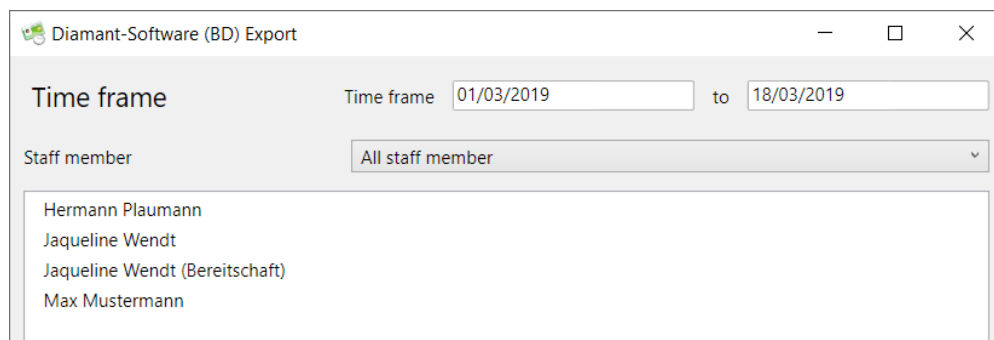 Diamant-Software (BD) Export
Time frame Time frame 01/03/2019 to 18/03/2019
Staff member All staff member
Hermann Plaumann
Jaqueline Wendt
Jaqueline Wendt (Bereitschaft)
Max Mustermann